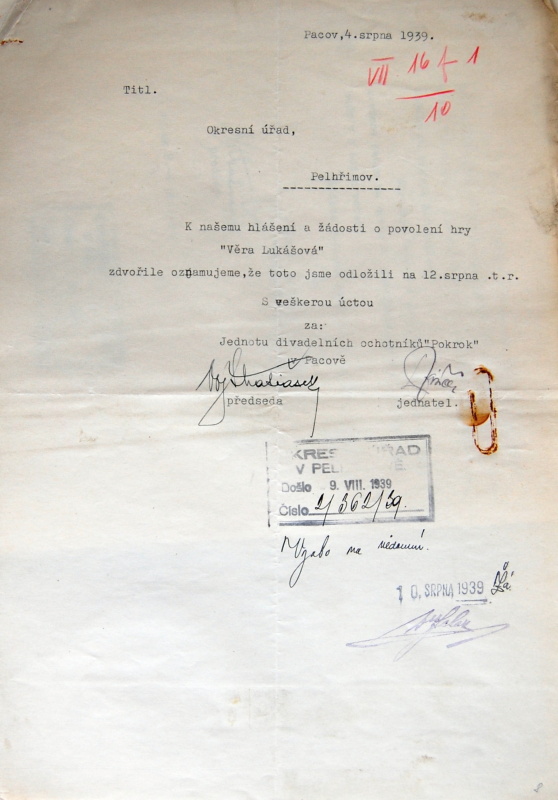 Pacov,4.srpna 1939.
VII 16 f 1
10
Titl.
Okresní úřad,
Pelhřimov.
K našemu hlášení a žádosti o povolení hry
"Věra Lukášová"
zdvořile oznamujeme,že toto jsme odložili na 12.srpna .t.r.
S veškerou úctou
za:
Jednotu divadelních ochotníků"Pokrok"
v Pacově
předseda jednatel.
OKRESNÍ ÚŘAD
V PELHŘIMOVĚ.
Došlo 9. VIII. 1939
Číslo 2/362/39.
na vědomí.
10. SRPNA 1939